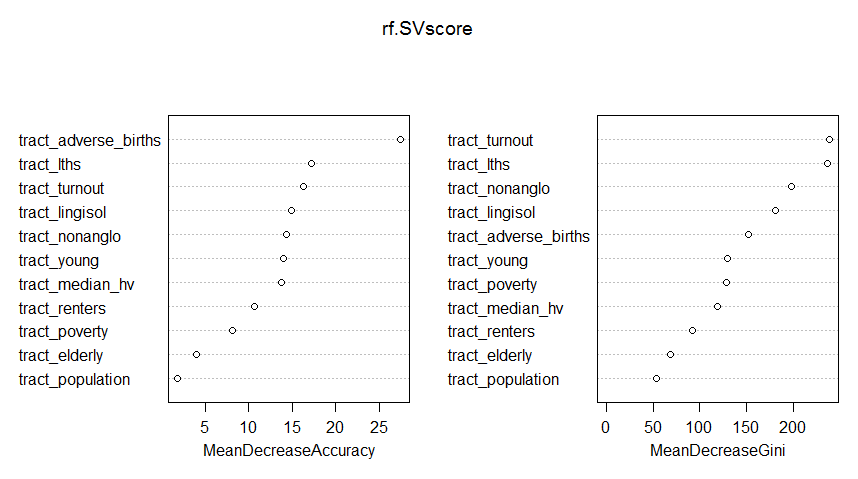 rf.SVscore
tract_adverse_births
tract_lths
tract_turnout
tract_lingisol
tract_nonanglo
tract_young
tract_median_hv
tract_renters
tract_poverty
tract_elderly
tract_population
5 10 15 20 25
MeanDecreaseAccuracy
tract_turnout
tract_lths
tract_nonanglo
tract_lingisol
tract_adverse_births
tract_young
tract_poverty
tract_median_hv
tract_renters
tract_elderly
tract_population
0 50 100 150 200
MeanDecreaseGini